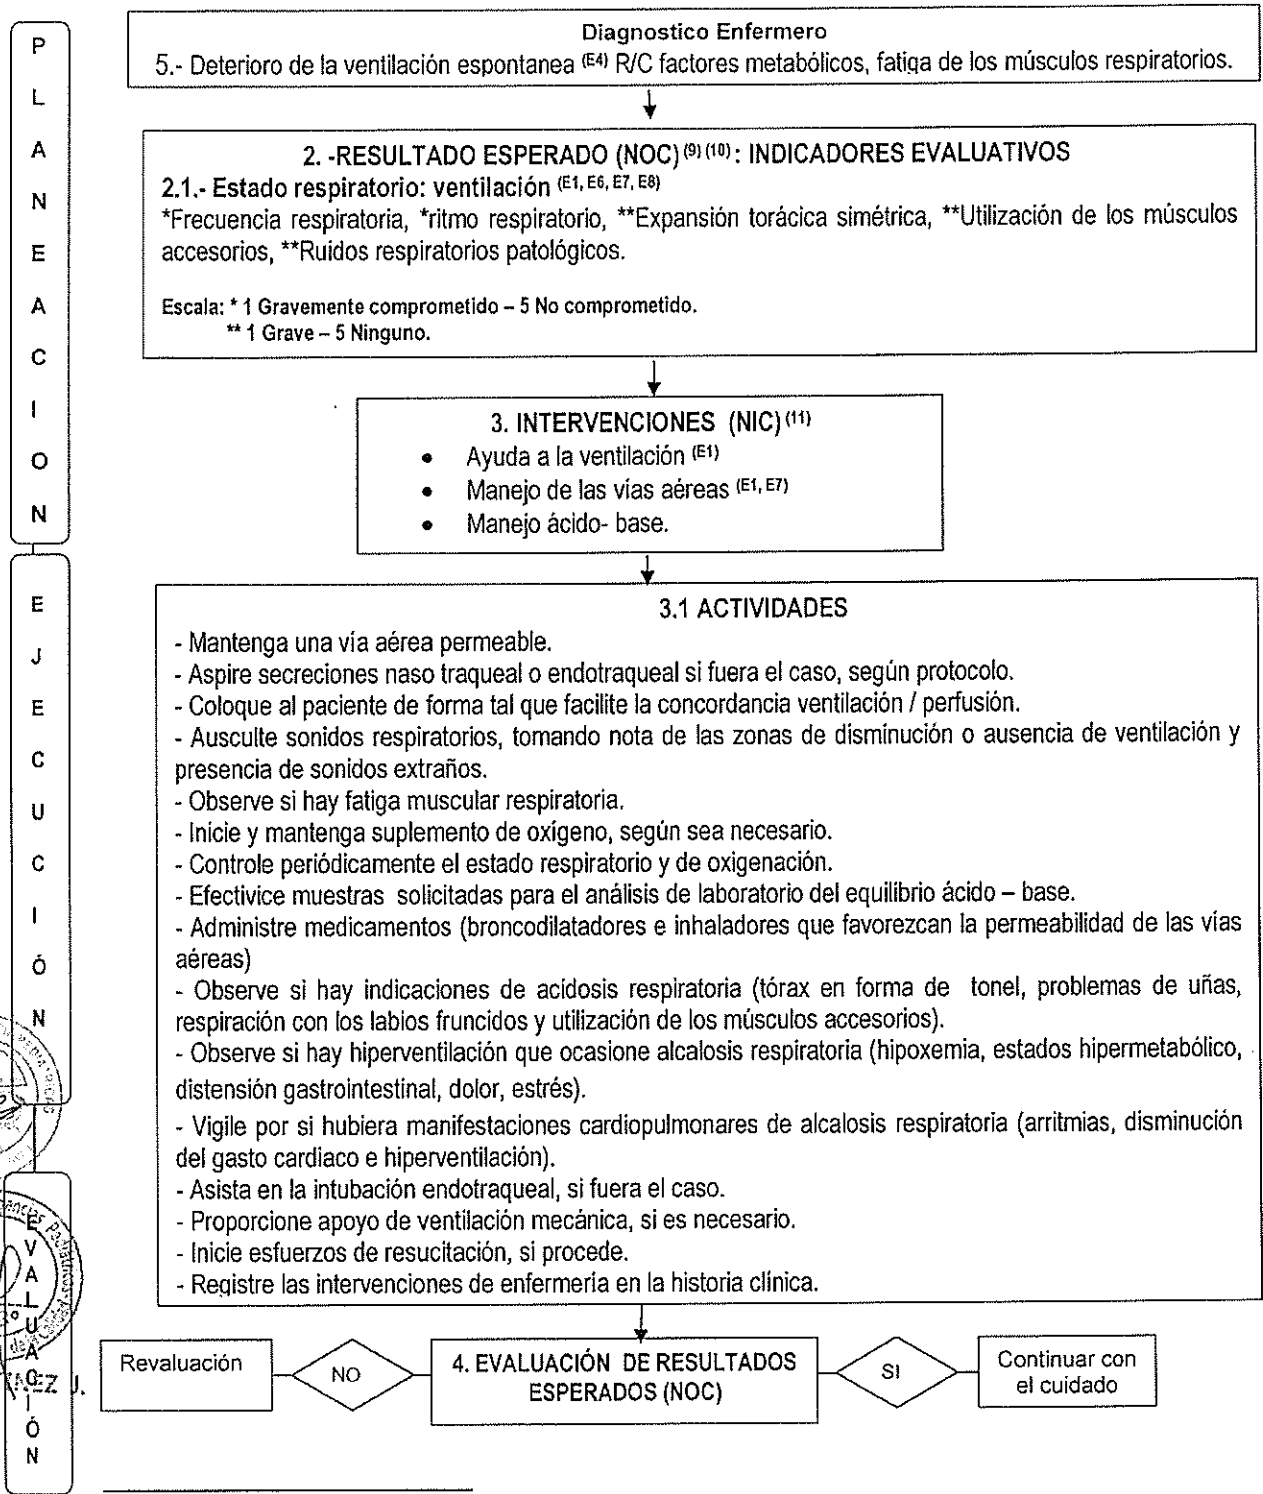 P
L
A
N
E
A
C
I
O
N
Diagnostico Enfermero
5.- Deterioro de la ventilación espontanea (E4) R/C factores metabólicos, fatiga de los músculos respiratorios.
2. -RESULTADO ESPERADO (NOC) (9) (10) : INDICADORES EVALUATIVOS
2.1.- Estado respiratorio: ventilación (E1, E6, E7, E8)
*Frecuencia respiratoria, *ritmo respiratorio, **Expansión torácica simétrica, **Utilización de los músculos
accesorios, **Ruidos respiratorios patológicos.
Escala: * 1 Gravemente comprometido – 5 No comprometido.
** 1 Grave – 5 Ninguno.
3. INTERVENCIONES (NIC) (11)
• Ayuda a la ventilación (E1)
• Manejo de las vías aéreas (E1, E7)
• Manejo ácido- base.
E
J
E
C
U
C
I
Ó
N
3.1 ACTIVIDADES
- Mantenga una vía aérea permeable.
- Aspire secreciones naso traqueal o endotraqueal si fuera el caso, según protocolo.
- Coloque al paciente de forma tal que facilite la concordancia ventilación / perfusión.
- Ausculte sonidos respiratorios, tomando nota de las zonas de disminución o ausencia de ventilación y
presencia de sonidos extraños.
- Observe si hay fatiga muscular respiratoria.
- Inicie y mantenga suplemento de oxígeno, según sea necesario.
- Controle periódicamente el estado respiratorio y de oxigenación.
- Efectivice muestras solicitadas para el análisis de laboratorio del equilibrio ácido – base.
- Administre medicamentos (broncodilatadores e inhaladores que favorezcan la permeabilidad de las vías
aéreas)
- Observe si hay indicaciones de acidosis respiratoria (tórax en forma de tonel, problemas de uñas,
respiración con los labios fruncidos y utilización de los músculos accesorios).
- Observe si hay hiperventilación que ocasione alcalosis respiratoria (hipoxemia, estados hipermetabólico,
distensión gastrointestinal, dolor, estrés).
- Vigile por si hubiera manifestaciones cardiopulmonares de alcalosis respiratoria (arritmias, disminución
del gasto cardiaco e hiperventilación).
- Asista en la intubación endotraqueal, si fuera el caso.
- Proporcione apoyo de ventilación mecánica, si es necesario.
- Inicie esfuerzos de resucitación, si procede.
- Registre las intervenciones de enfermería en la historia clínica.
E
V
A
L
U
A
C
I
Ó
N
Revaluación
NO
4. EVALUACIÓN DE RESULTADOS
ESPERADOS (NOC)
SI
Continuar con
el cuidado
J.